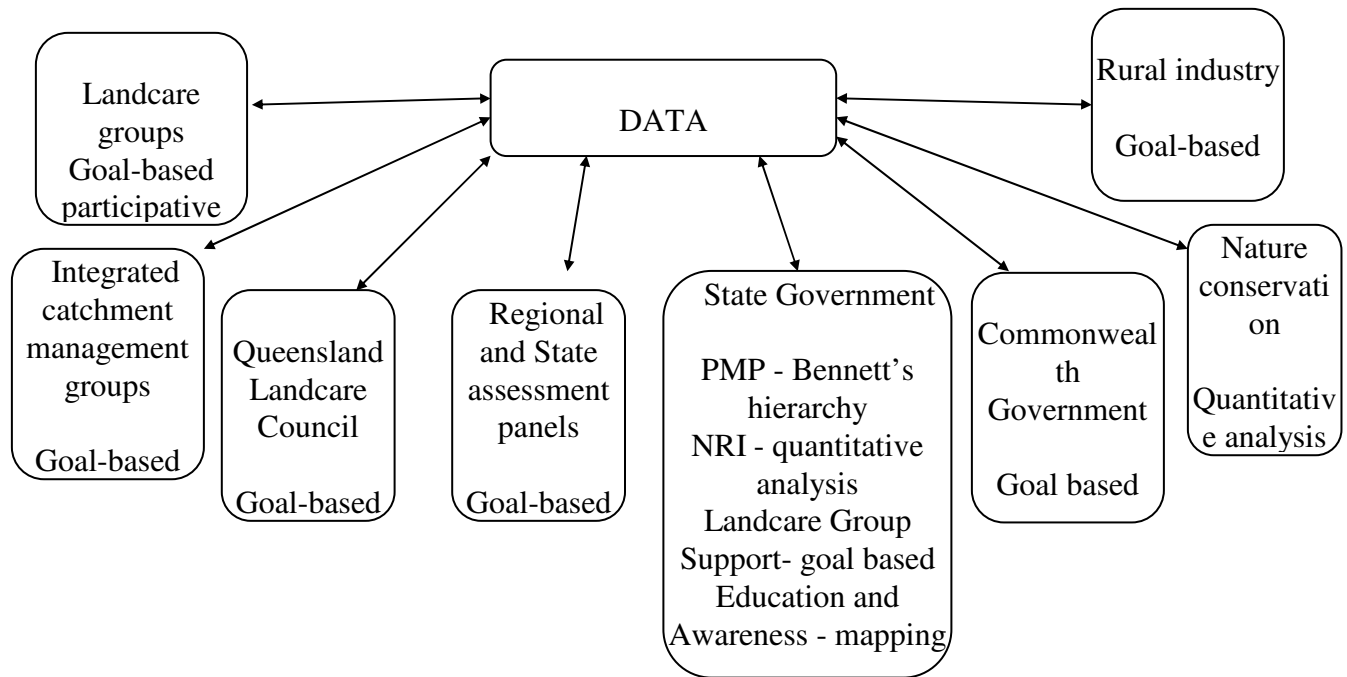 Landcare
groups
Goal-based
participative
DATA
Rural industry
Goal-based
Integrated
catchment
management
groups
Goal-based
Queensland
Landcare
Council
Goal-based
Regional
and State
assessment
panels
Goal-based
State Government
PMP - Bennett’s
hierarchy
NRI - quantitative
analysis
Landcare Group
Support- goal based
Education and
Awareness - mapping
Commonweal
th
Government
Goal based
Nature
conservati
on
Quantitativ
e analysis